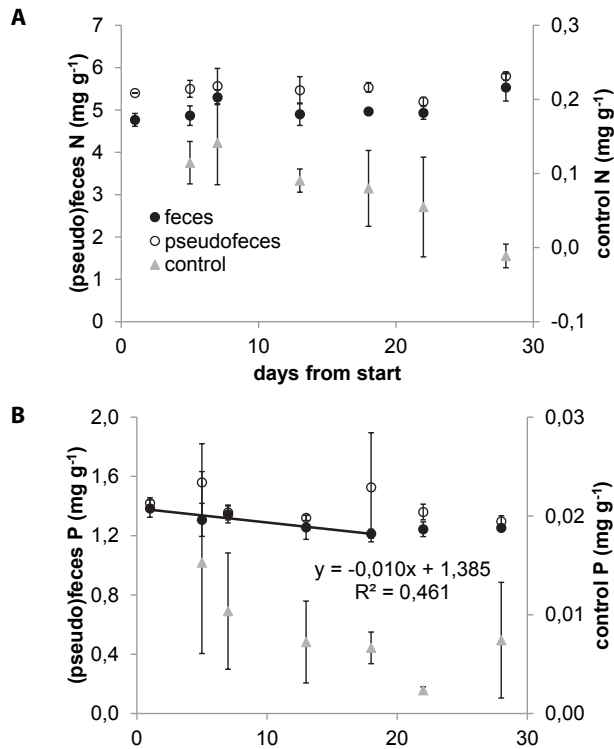 A
(pseudo)feces N (mg g⁻¹)
7
6
5
4
3
2
1
0
feces
pseudofeces
control
0,3
0,2
0,1
0,0
-0,1
control N (mg g⁻¹)
0 10 20 30
days from start
B
(pseudo)feces P (mg g⁻¹)
2,0
1,6
1,2
0,8
0,4
0,0
y = -0,010x + 1,385
R² = 0,461
0,03
0,02
0,01
0,00
control P (mg g⁻¹)
0 10 20 30